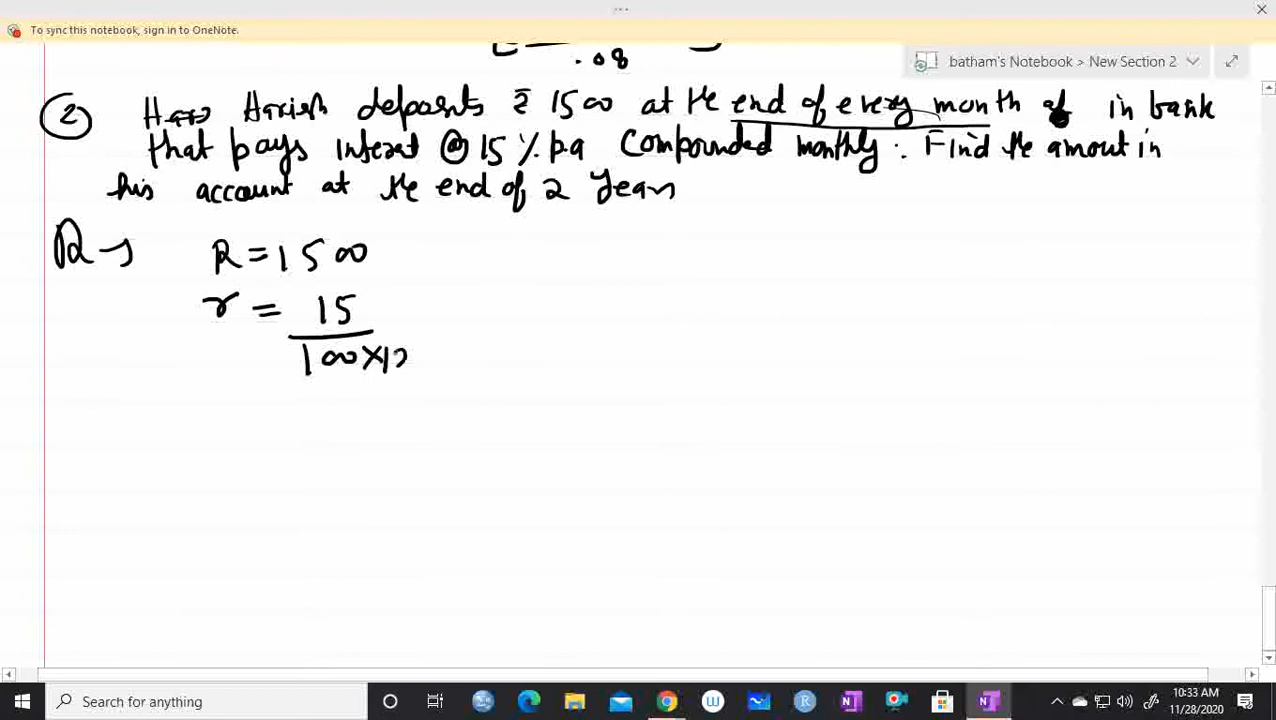 To sync this notebook, sign in to OneNote.
batham's Notebook > New Section 2
.08
2 Harish deposits ₹ 1500 at the end of every month in bank
that pays interest @ 15 %. pa Compounded monthly. Find the amout in
his account at the end of 2 Years
R = 1500
r = 15
100×12
Search for anything
10:33 AM
11/28/2020